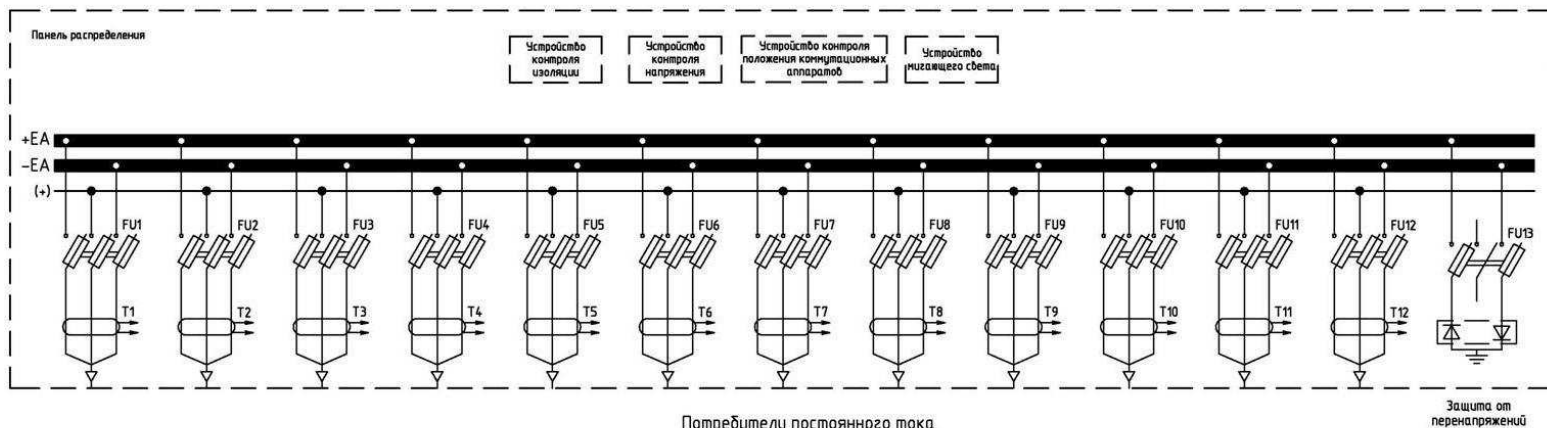 Панель распределения
Устройство
контроля
изоляции
Устройство
контроля
напряжения
Устройство контроля
положения коммутационных
аппаратов
Устройство
мигающего света
+EA
-EA
(+)
FU1
FU2
FU3
FU4
FU5
FU6
FU7
FU8
FU9
FU10
FU11
FU12
FU13
T1
T2
T3
T4
T5
T6
T7
T8
T9
T10
T11
T12
Потребители постоянного тока
Защита от
перенапряжений